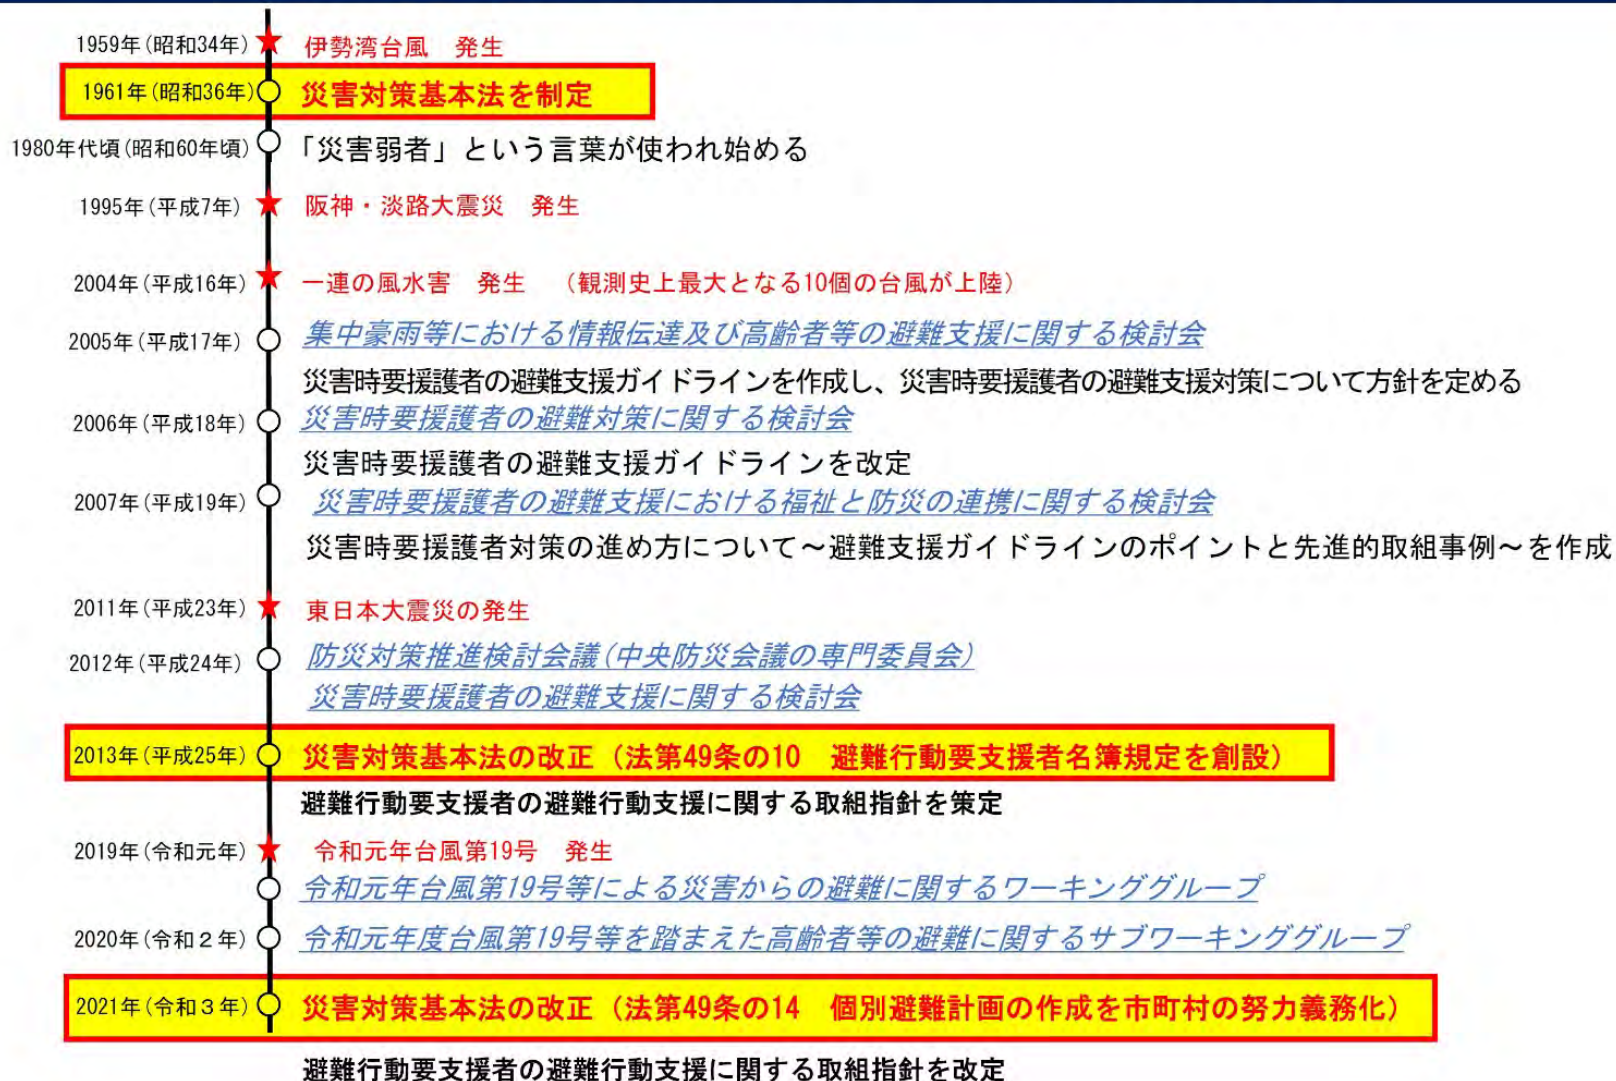 1959年(昭和34年) 伊勢湾台風 発生
1961年(昭和36年) 災害対策基本法を制定
1980年代頃(昭和60年頃) 「災害弱者」という言葉が使われ始める
1995年(平成7年) 阪神・淡路大震災 発生
2004年(平成16年) 一連の風水害 発生 (観測史上最大となる10個の台風が上陸)
2005年(平成17年) 集中豪雨等における情報伝達及び高齢者等の避難支援に関する検討会
災害時要援護者の避難支援ガイドラインを作成し、災害時要援護者の避難支援対策について方針を定める
2006年(平成18年) 災害時要援護者の避難対策に関する検討会
災害時要援護者の避難支援ガイドラインを改定
2007年(平成19年) 災害時要援護者の避難支援における福祉と防災の連携に関する検討会
災害時要援護者対策の進め方について～避難支援ガイドラインのポイントと先進的取組事例～を作成
2011年(平成23年) 東日本大震災の発生
2012年(平成24年) 防災対策推進検討会議(中央防災会議の専門委員会)
災害時要援護者の避難支援に関する検討会
2013年(平成25年) 災害対策基本法の改正(法第49条の10 避難行動要支援者名簿規定を創設)
避難行動要支援者の避難行動支援に関する取組指針を策定
2019年(令和元年) 令和元年台風第19号 発生
令和元年台風第19号等による災害からの避難に関するワーキンググループ
2020年(令和２年) 令和元年度台風第19号等を踏まえた高齢者等の避難に関するサブワーキンググループ
2021年(令和３年) 災害対策基本法の改正(法第49条の14 個別避難計画の作成を市町村の努力義務化)
避難行動要支援者の避難行動支援に関する取組指針を改定